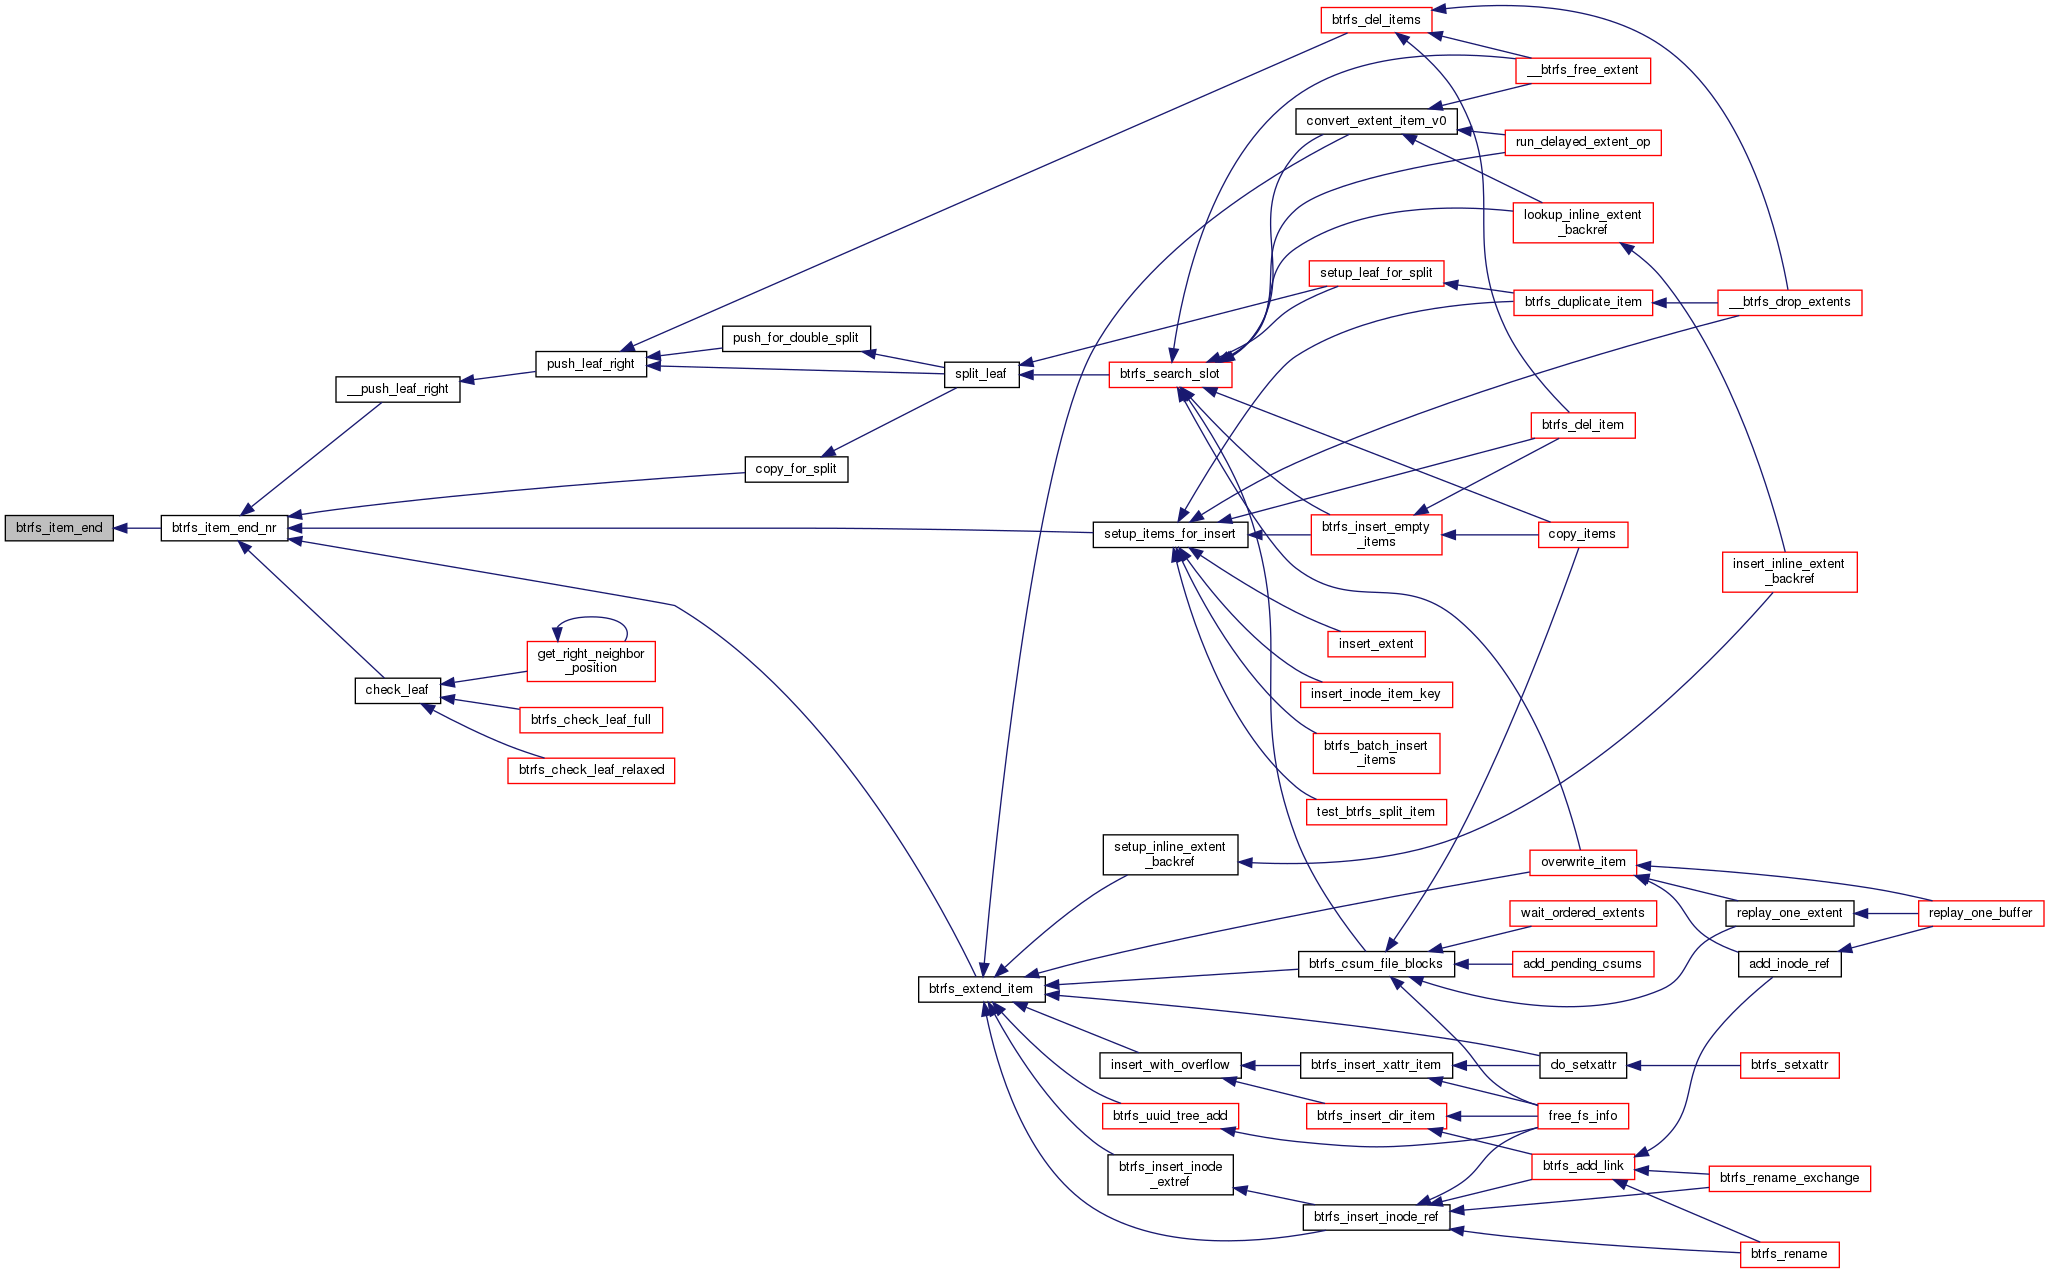 btrfs_del_items
__btrfs_free_extent
convert_extent_item_v0
run_delayed_extent_op
lookup_inline_extent
_backref
setup_leaf_for_split
btrfs_duplicate_item
__btrfs_drop_extents
push_for_double_split
push_leaf_right
split_leaf
btrfs_search_slot
__push_leaf_right
btrfs_del_item
copy_for_split
btrfs_item_end
btrfs_item_end_nr
setup_items_for_insert
btrfs_insert_empty
_items
copy_items
insert_inline_extent
_backref
insert_extent
get_right_neighbor
_position
check_leaf
insert_inode_item_key
btrfs_check_leaf_full
btrfs_batch_insert
_items
btrfs_check_leaf_relaxed
test_btrfs_split_item
setup_inline_extent
_backref
overwrite_item
wait_ordered_extents
replay_one_extent
replay_one_buffer
btrfs_csum_file_blocks
add_pending_csums
add_inode_ref
btrfs_extend_item
insert_with_overflow
btrfs_insert_xattr_item
do_setxattr
btrfs_setxattr
btrfs_uuid_tree_add
btrfs_insert_dir_item
free_fs_info
btrfs_insert_inode
_extref
btrfs_add_link
btrfs_rename_exchange
btrfs_insert_inode_ref
btrfs_rename